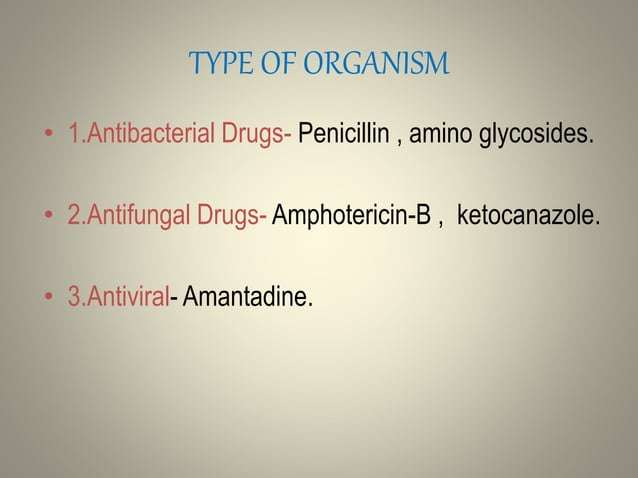 TYPE OF ORGANISM
• 1.Antibacterial Drugs- Penicillin , amino glycosides.
• 2.Antifungal Drugs- Amphotericin-B , ketocanazole.
• 3.Antiviral- Amantadine.